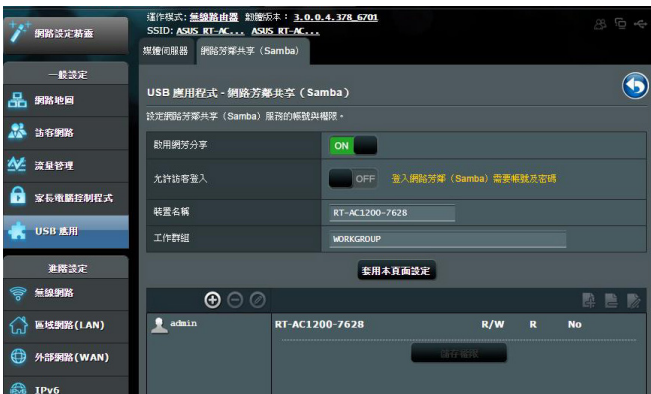 運作模式: 無線路由器 韌體版本: 3.0.0.4.378_6701
SSID: ASUS_RT-AC... ASUS_RT-AC...
網路設定精靈
一般設定
網路地圖
訪客網路
流量管理
家長電腦控制程式
USB 應用
進階設定
無線網路
區域網路(LAN)
外部網路(WAN)
IPv6
媒體伺服器
網路芳鄰共享 (Samba)
USB 應用程式 - 網路芳鄰共享 ( Samba )
設定網路芳鄰共享 (Samba) 服務的帳號與權限。
啟用網芳分享
ON
允許訪客登入
OFF
登入網路芳鄰 (Samba) 需要帳號及密碼
裝置名稱
RT-AC1200-7628
工作群組
WORKGROUP
套用本頁面設定
admin
RT-AC1200-7628 R/W R No
儲存權限